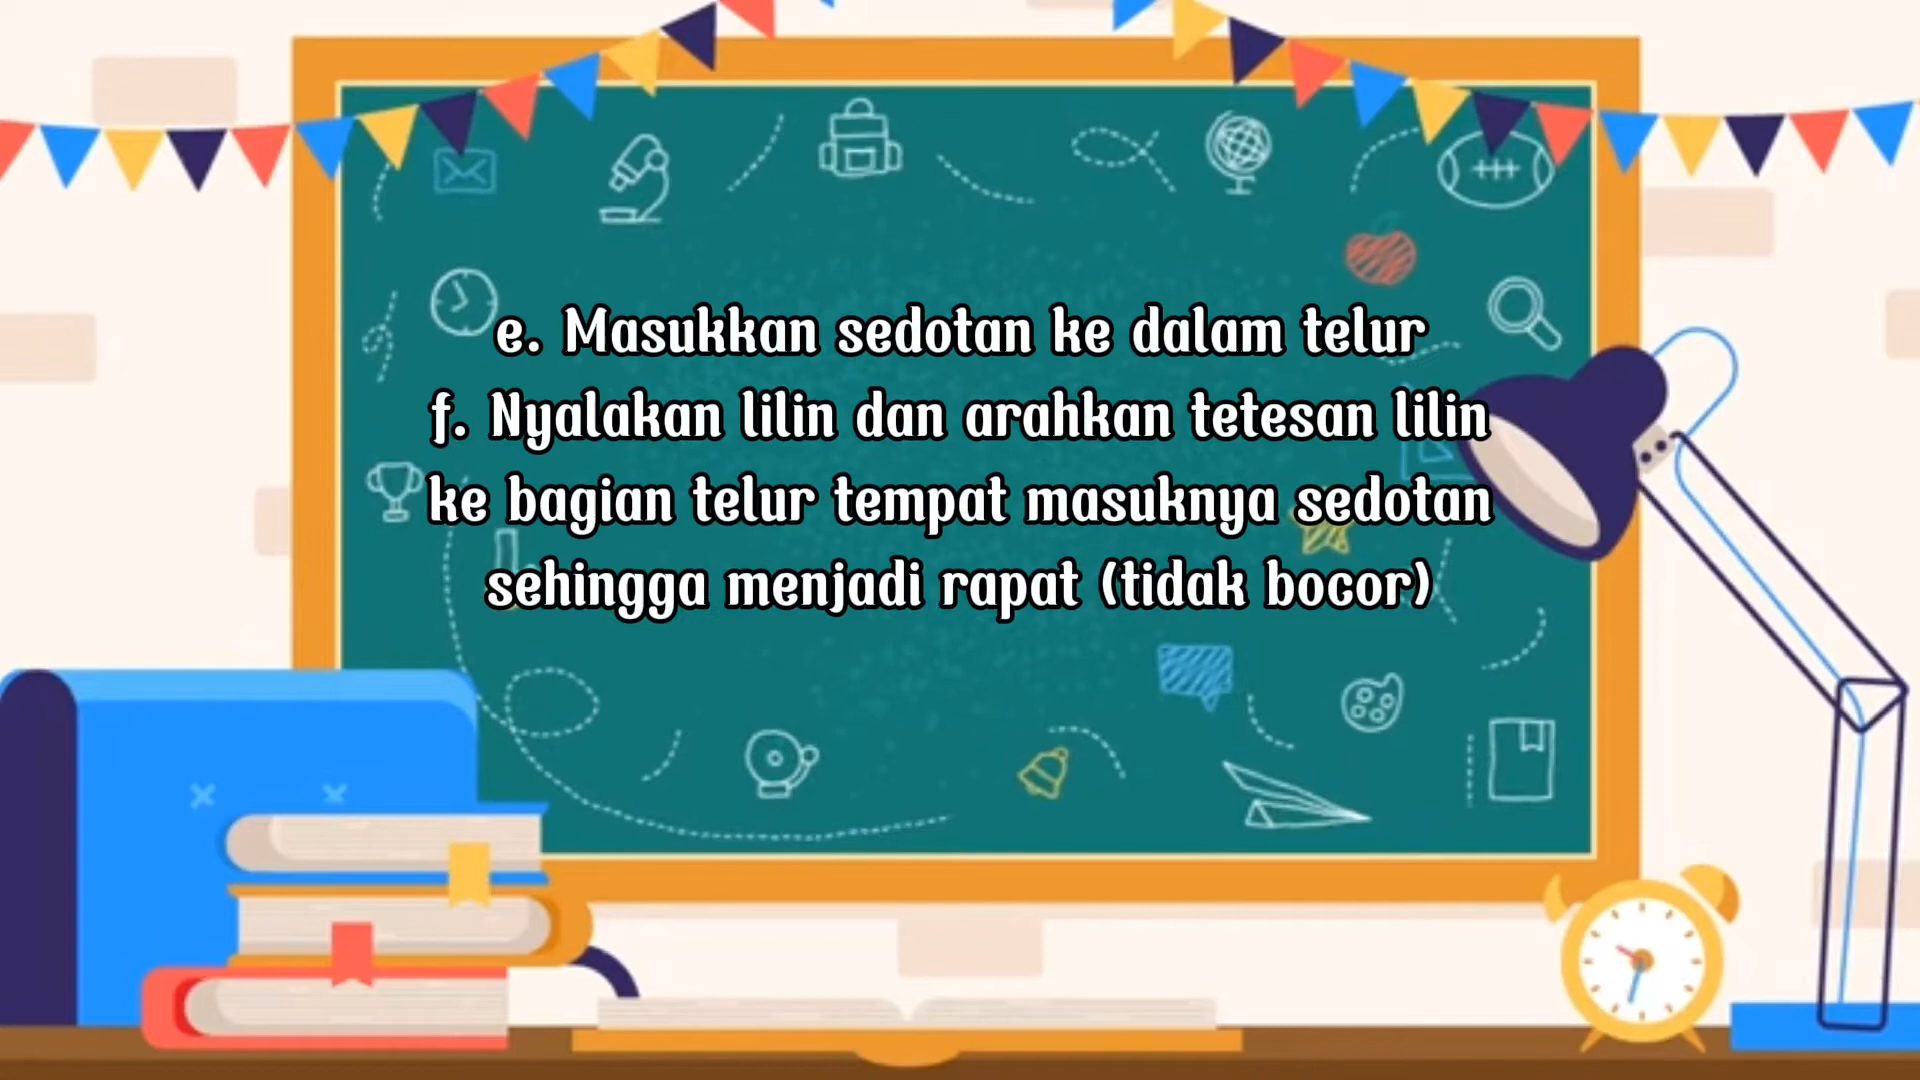 e. Masukkan sedotan ke dalam telur
f. Nyalakan lilin dan arahkan tetesan lilin
ke bagian telur tempat masuknya sedotan
sehingga menjadi rapat (tidak bocor)